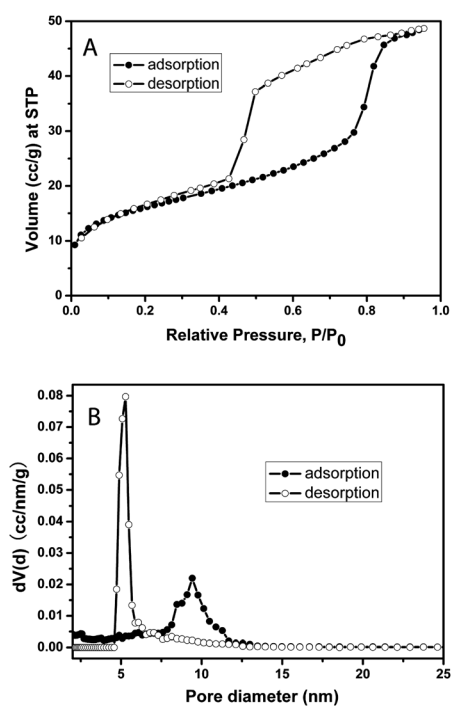 A
adsorption
desorption
50
40
30
20
10
0
Volume (cc/g) at STP
0.0 0.2 0.4 0.6 0.8 1.0
Relative Pressure, P/P0
B
adsorption
desorption
0.08
0.07
0.06
0.05
0.04
0.03
0.02
0.01
0.00
dV(d) (cc/nm/g)
5 10 15 20 25
Pore diameter (nm)